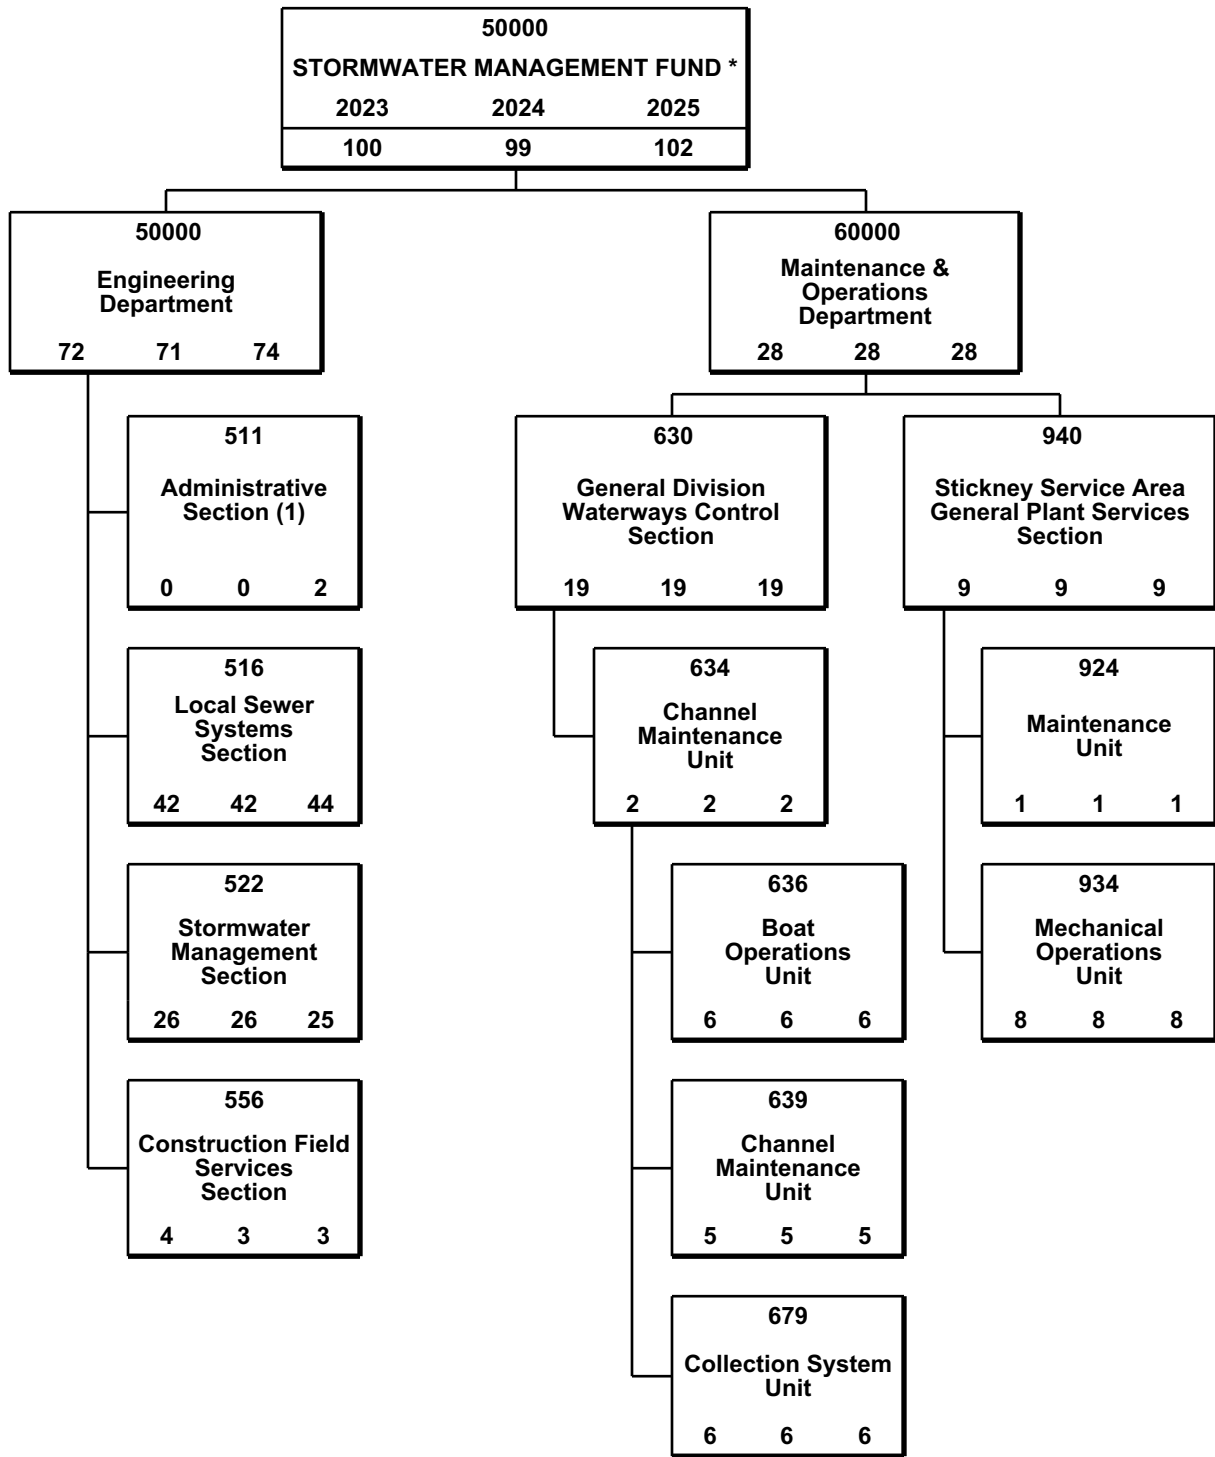 50000
STORMWATER MANAGEMENT FUND *
2023 2024 2025
100 99 102
50000
Engineering
Department
72 71 74
60000
Maintenance &
Operations
Department
28 28 28
511
Administrative
Section (1)
0 0 2
516
Local Sewer
Systems
Section
42 42 44
522
Stormwater
Management
Section
26 26 25
556
Construction Field
Services
Section
4 3 3
630
General Division
Waterways Control
Section
19 19 19
634
Channel
Maintenance
Unit
2 2 2
636
Boat
Operations
Unit
6 6 6
639
Channel
Maintenance
Unit
5 5 5
679
Collection System
Unit
6 6 6
940
Stickney Service Area
General Plant Services
Section
9 9 9
924
Maintenance
Unit
1 1 1
934
Mechanical
Operations
Unit
8 8 8